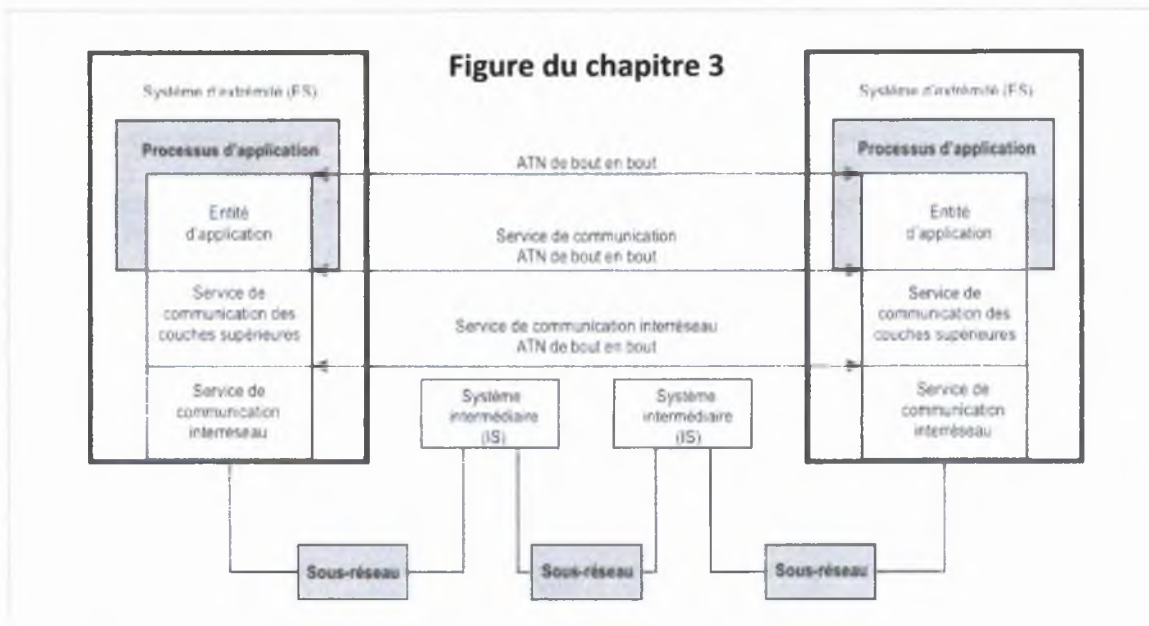 Figure du chapitre 3
Système d'extrémité (ES)
Processus d'application
Entité
d'application
Service de
communication des
couches supérieures
Service de
communication
interréseau
ATN de bout en bout
Service de communication
ATN de bout en bout
Service de communication interréseau
ATN de bout en bout
Système
intermédiaire
(IS)
Système
intermédiaire
(IS)
Système d'extrémité (ES)
Processus d'application
Entité
d'application
Service de
communication des
couches supérieures
Service de
communication
interréseau
Sous-réseau
Sous-réseau
Sous-réseau